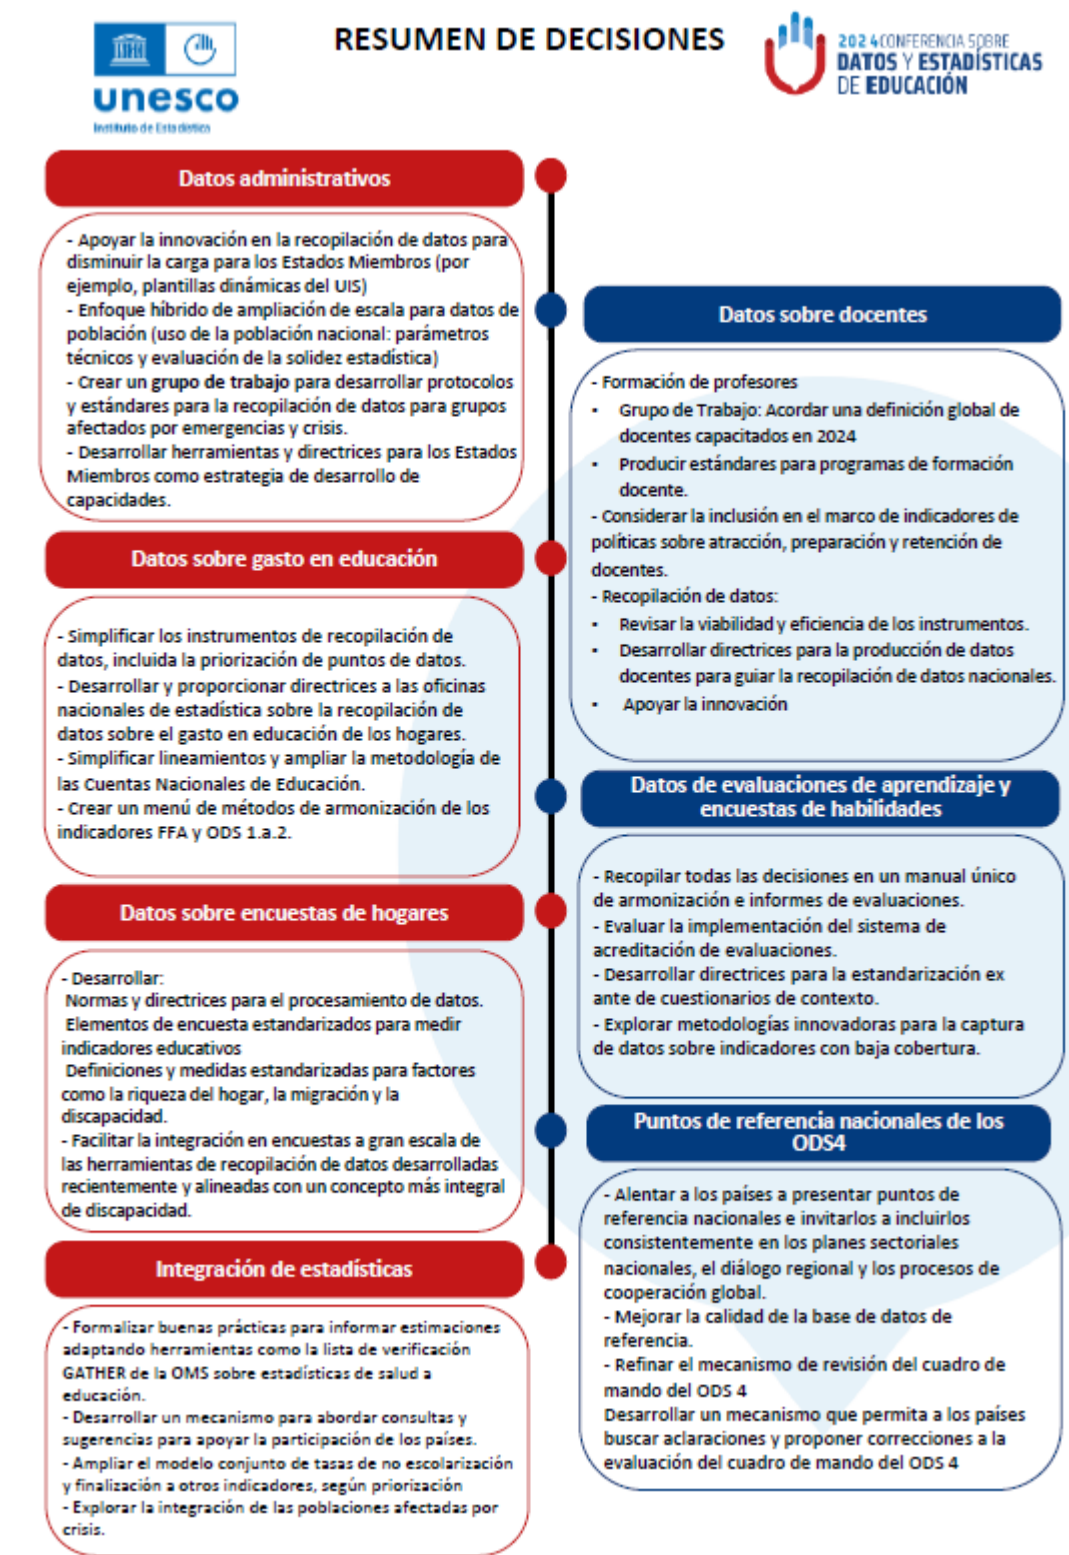 unesco
Instituto de Estadística
RESUMEN DE DECISIONES
2024 CONFERENCIA SOBRE
DATOS Y ESTADÍSTICAS
DE EDUCACIÓN
Datos administrativos
- Apoyar la innovación en la recopilación de datos para
disminuir la carga para los Estados Miembros (por
ejemplo, plantillas dinámicas del UIS)
- Enfoque híbrido de ampliación de escala para datos de
población (uso de la población nacional: parámetros
técnicos y evaluación de la solidez estadística)
- Crear un grupo de trabajo para desarrollar protocolos
y estándares para la recopilación de datos para grupos
afectados por emergencias y crisis.
- Desarrollar herramientas y directrices para los Estados
Miembros como estrategia de desarrollo de
capacidades.
Datos sobre docentes
- Formación de profesores
▪ Grupo de Trabajo: Acordar una definición global de
docentes capacitados en 2024
▪ Producir estándares para programas de formación
docente.
- Considerar la inclusión en el marco de indicadores de
políticas sobre atracción, preparación y retención de
docentes.
- Recopilación de datos:
▪ Revisar la viabilidad y eficiencia de los instrumentos.
▪ Desarrollar directrices para la producción de datos
docentes para guiar la recopilación de datos nacionales.
▪ Apoyar la innovación
Datos sobre gasto en educación
- Simplificar los instrumentos de recopilación de
datos, incluida la priorización de puntos de datos.
- Desarrollar y proporcionar directrices a las oficinas
nacionales de estadística sobre la recopilación de
datos sobre el gasto en educación de los hogares.
- Simplificar lineamientos y ampliar la metodología de
las Cuentas Nacionales de Educación.
- Crear un menú de métodos de armonización de los
indicadores FFA y ODS 1.a.2.
Datos de evaluaciones de aprendizaje y
encuestas de habilidades
- Recopilar todas las decisiones en un manual único
de armonización e informes de evaluaciones.
- Evaluar la implementación del sistema de
acreditación de evaluaciones.
- Desarrollar directrices para la estandarización ex
ante de cuestionarios de contexto.
- Explorar metodologías innovadoras para la captura
de datos sobre indicadores con baja cobertura.
Datos sobre encuestas de hogares
- Desarrollar:
Normas y directrices para el procesamiento de datos.
Elementos de encuesta estandarizados para medir
indicadores educativos
Definiciones y medidas estandarizadas para factores
como la riqueza del hogar, la migración y la
discapacidad.
- Facilitar la integración en encuestas a gran escala de
las herramientas de recopilación de datos desarrolladas
recientemente y alineadas con un concepto más integral
de discapacidad.
Puntos de referencia nacionales de los
ODS4
- Alentar a los países a presentar puntos de
referencia nacionales e invitarlos a incluirlos
consistentemente en los planes sectoriales
nacionales, el diálogo regional y los procesos de
cooperación global.
- Mejorar la calidad de la base de datos de
referencia.
- Refinar el mecanismo de revisión del cuadro de
mando del ODS 4
Desarrollar un mecanismo que permita a los países
buscar aclaraciones y proponer correcciones a la
evaluación del cuadro de mando del ODS 4
Integración de estadísticas
- Formalizar buenas prácticas para informar estimaciones
adaptando herramientas como la lista de verificación
GATHER de la OMS sobre estadísticas de salud a
educación.
- Desarrollar un mecanismo para abordar consultas y
sugerencias para apoyar la participación de los países.
- Ampliar el modelo conjunto de tasas de no escolarización
y finalización a otros indicadores, según priorización
- Explorar la integración de las poblaciones afectadas por
crisis.